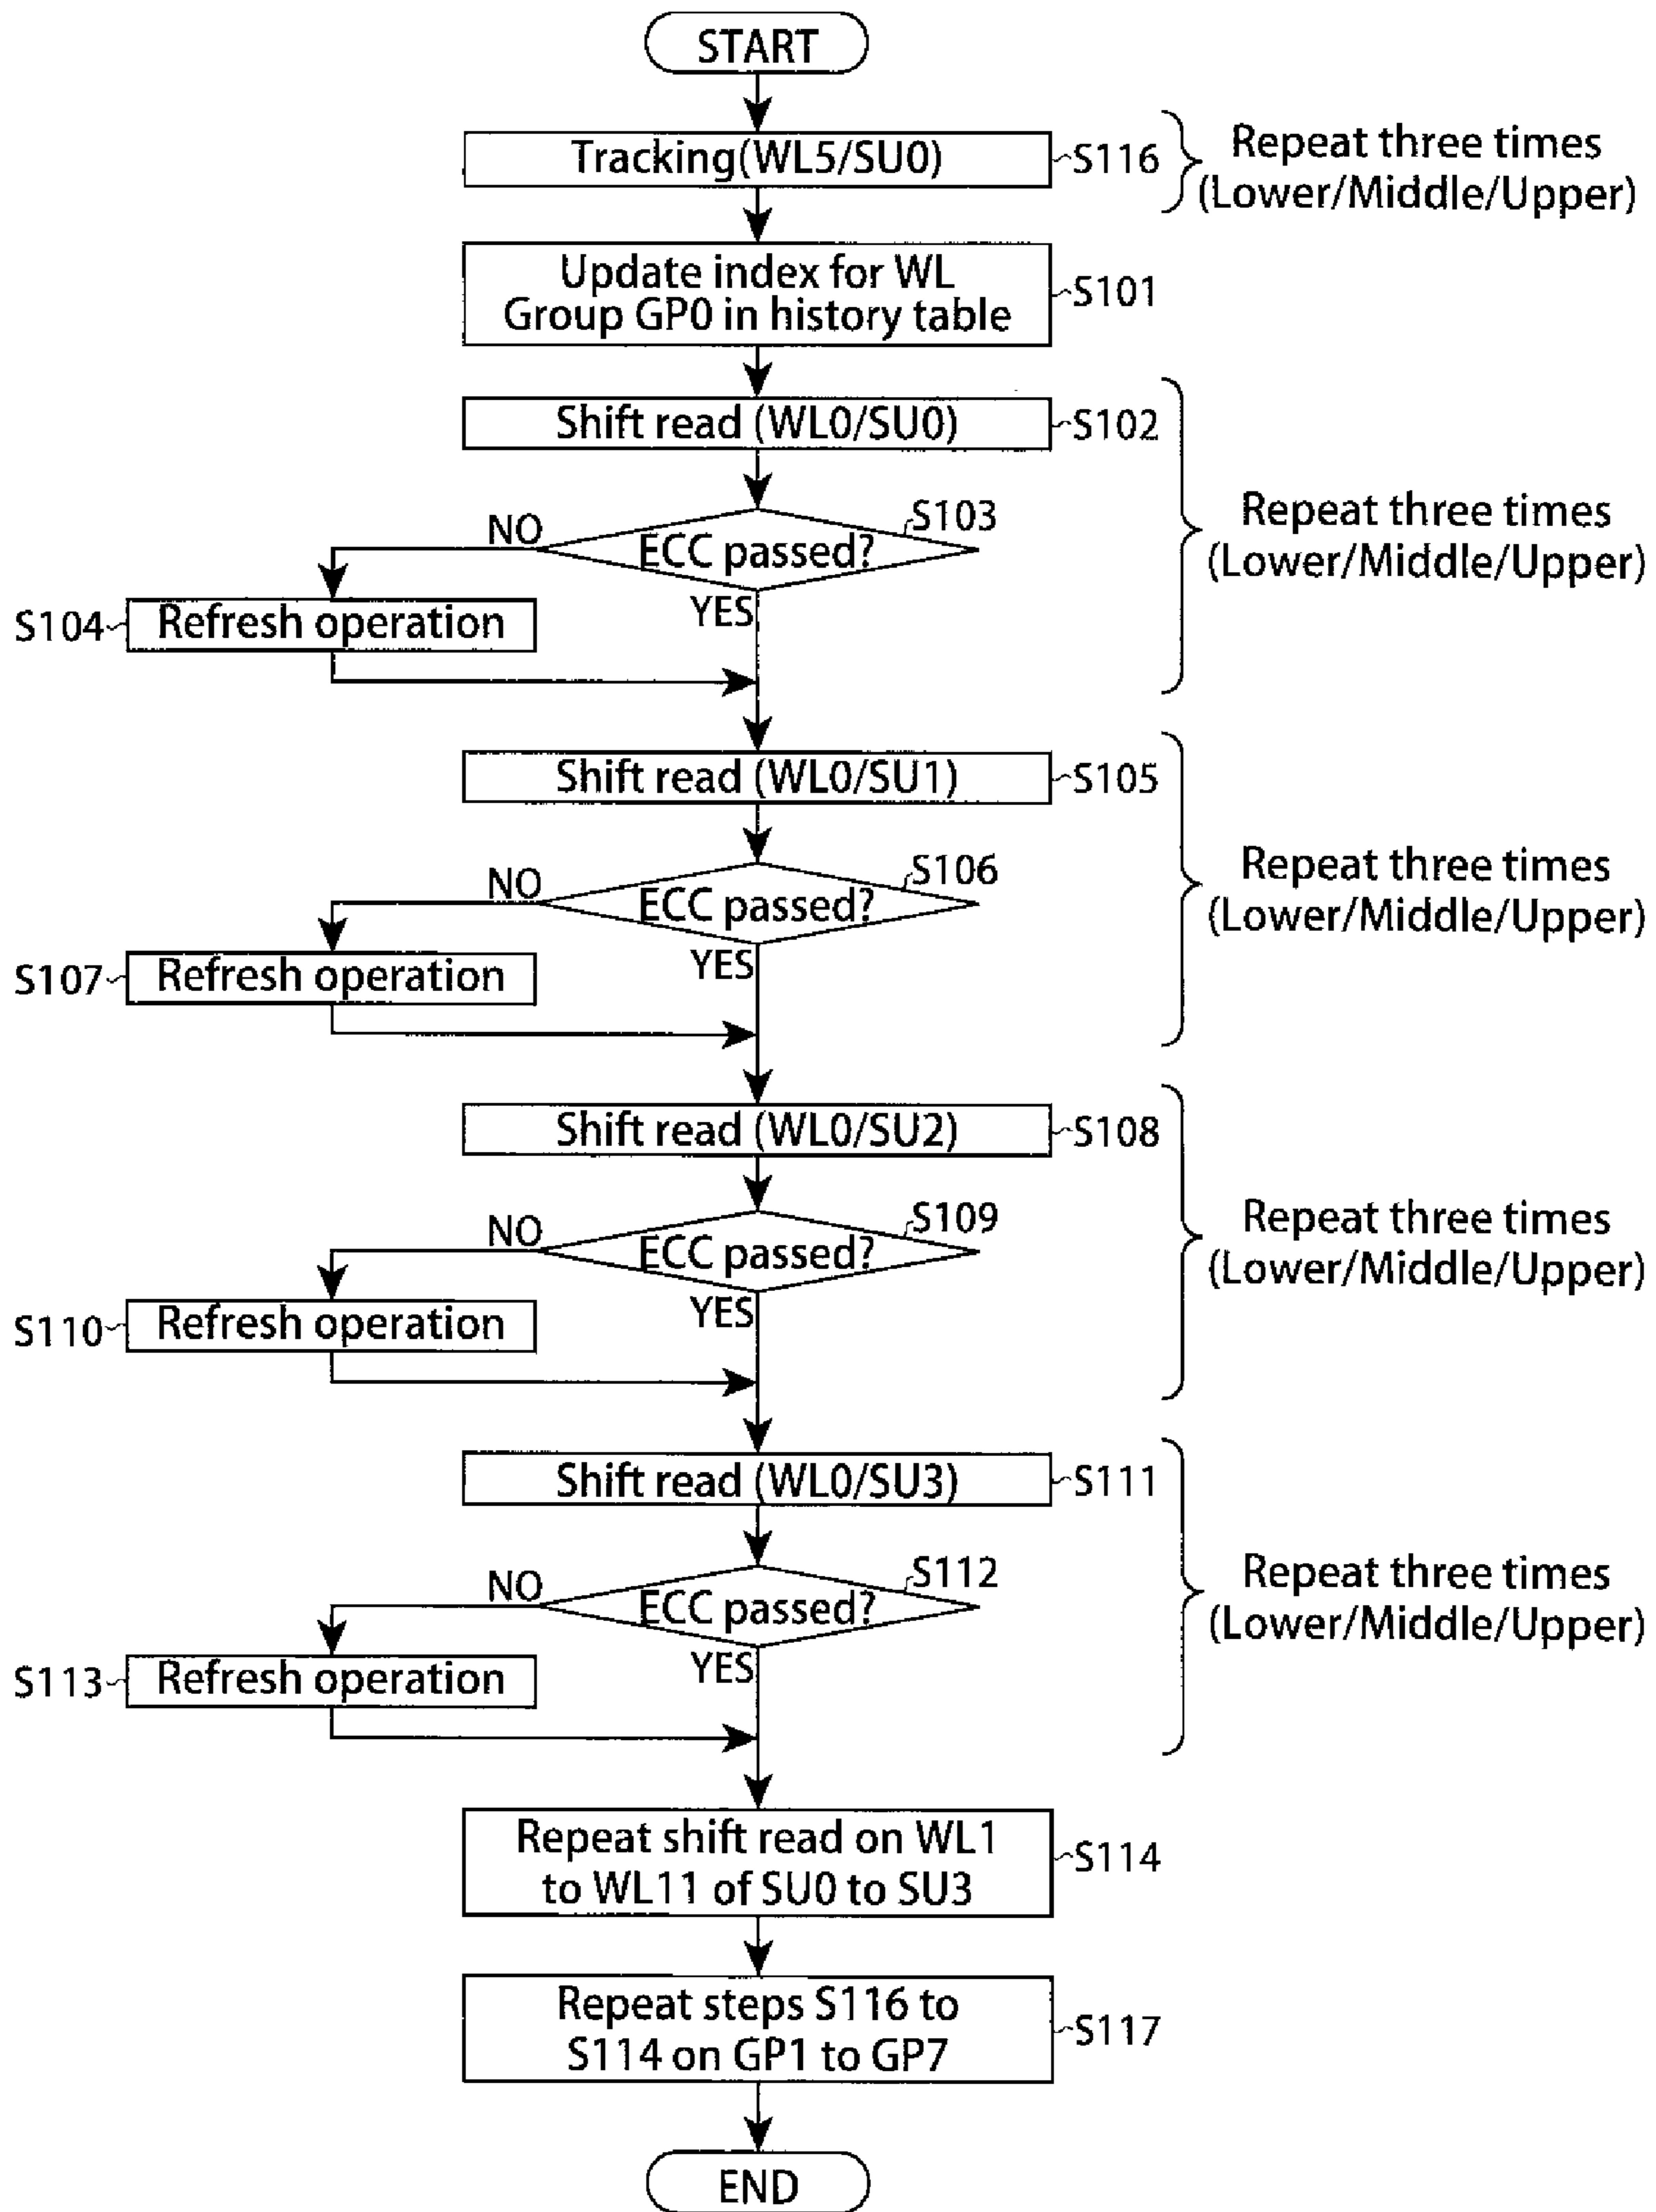 START
Tracking(WL5/SU0)
S116
Repeat three times
(Lower/Middle/Upper)
Update index for WL
Group GP0 in history table
S101
Shift read (WL0/SU0)
S102
Repeat three times
(Lower/Middle/Upper)
ECC passed?
S103
NO
YES
S104
Refresh operation
Shift read (WL0/SU1)
S105
Repeat three times
(Lower/Middle/Upper)
ECC passed?
S106
NO
YES
S107
Refresh operation
Shift read (WL0/SU2)
S108
Repeat three times
(Lower/Middle/Upper)
ECC passed?
S109
NO
YES
S110
Refresh operation
Shift read (WL0/SU3)
S111
Repeat three times
(Lower/Middle/Upper)
ECC passed?
S112
NO
YES
S113
Refresh operation
Repeat shift read on WL1
to WL11 of SU0 to SU3
S114
Repeat steps S116 to
S114 on GP1 to GP7
S117
END